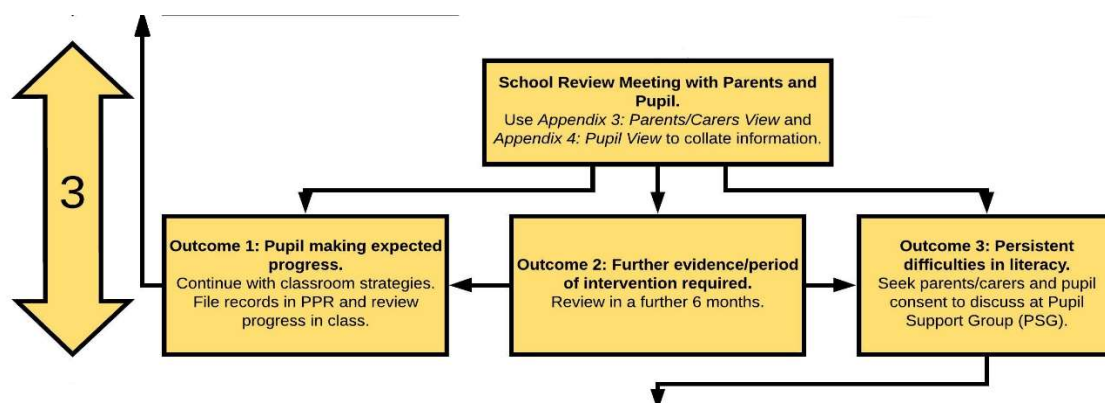 3
School Review Meeting with Parents and
Pupil.
Use Appendix 3: Parents/Carers View and
Appendix 4: Pupil View to collate information.
Outcome 1: Pupil making expected
progress.
Continue with classroom strategies.
File records in PPR and review
progress in class.
Outcome 2: Further evidence/period
of intervention required.
Review in a further 6 months.
Outcome 3: Persistent
difficulties in literacy.
Seek parents/carers and pupil
consent to discuss at Pupil
Support Group (PSG).